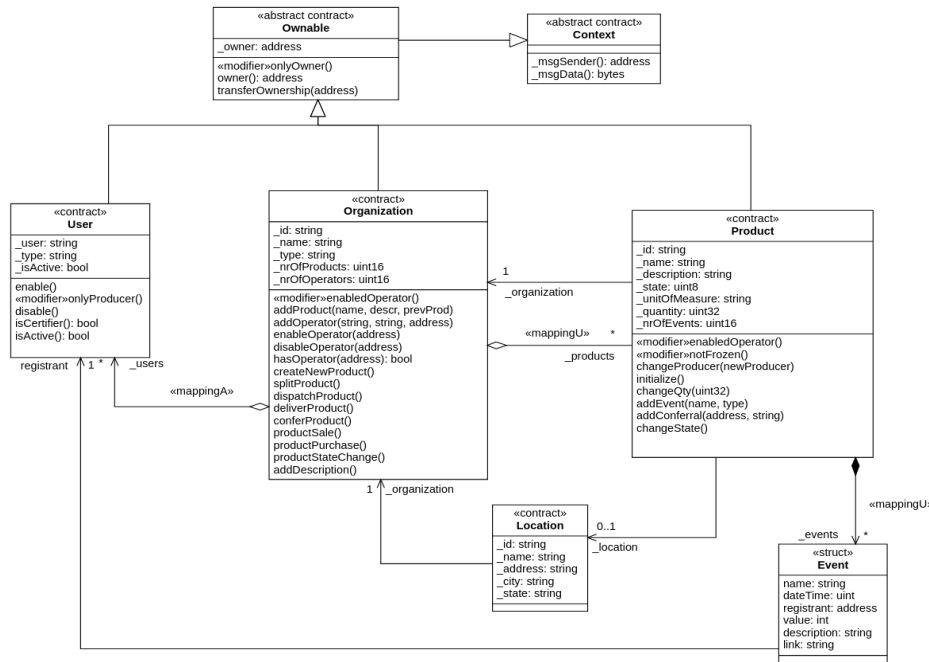 «abstract contract»
Ownable
_owner: address
«modifier»onlyOwner()
owner(): address
transferOwnership(address)
«abstract contract»
Context
_msgSender(): address
_msgData(): bytes
«contract»
User
_user: string
_type: string
_isActive: bool
enable()
«modifier»onlyProducer()
disable()
isCertifier(): bool
isActive(): bool
«contract»
Organization
_id: string
_name: string
_type: string
_nrOfProducts: uint16
_nrOfOperators: uint16
«modifier»enabledOperator()
addProduct(name, descr, prevProd)
addOperator(string, string, address)
enableOperator(address)
disableOperator(address)
hasOperator(address): bool
createNewProduct()
splitProduct()
dispatchProduct()
deliverProduct()
conferProduct()
productSale()
productPurchase()
productStateChange()
addDescription()
«contract»
Product
_id: string
_name: string
_description: string
_state: uint8
_unitOfMeasure: string
_quantity: uint32
_nrOfEvents: uint16
«modifier»enabledOperator()
«modifier»notFrozen()
changeProducer(newProducer)
initialize()
changeQty(uint32)
addEvent(name, type)
addConferral(address, string)
changeState()
1
_organization
«mappingU» *
_products
registrant 1 * _users
«mappingA»
1 _organization
«contract»
Location
_id: string
_name: string
_address: string
_city: string
_state: string
0..1
_location
«mappingU»
_events *
«struct»
Event
name: string
dateTime: uint
registrant: address
value: int
description: string
link: string